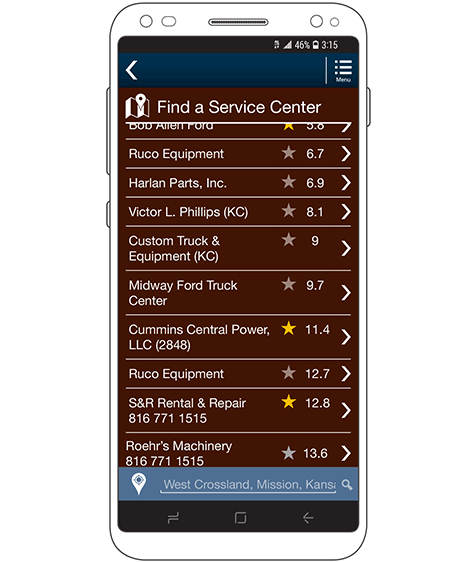 46% 3:15
Menu
Find a Service Center
Bob Allen Ford 5.8
Ruco Equipment 6.7
Harlan Parts, Inc. 6.9
Victor L. Phillips (KC) 8.1
Custom Truck & 9
Equipment (KC)
Midway Ford Truck 9.7
Center
Cummins Central Power, 11.4
LLC (2848)
Ruco Equipment 12.7
S&R Rental & Repair 12.8
816 771 1515
Roehr's Machinery 13.6
816 771 1515
West Crossland, Mission, Kansa